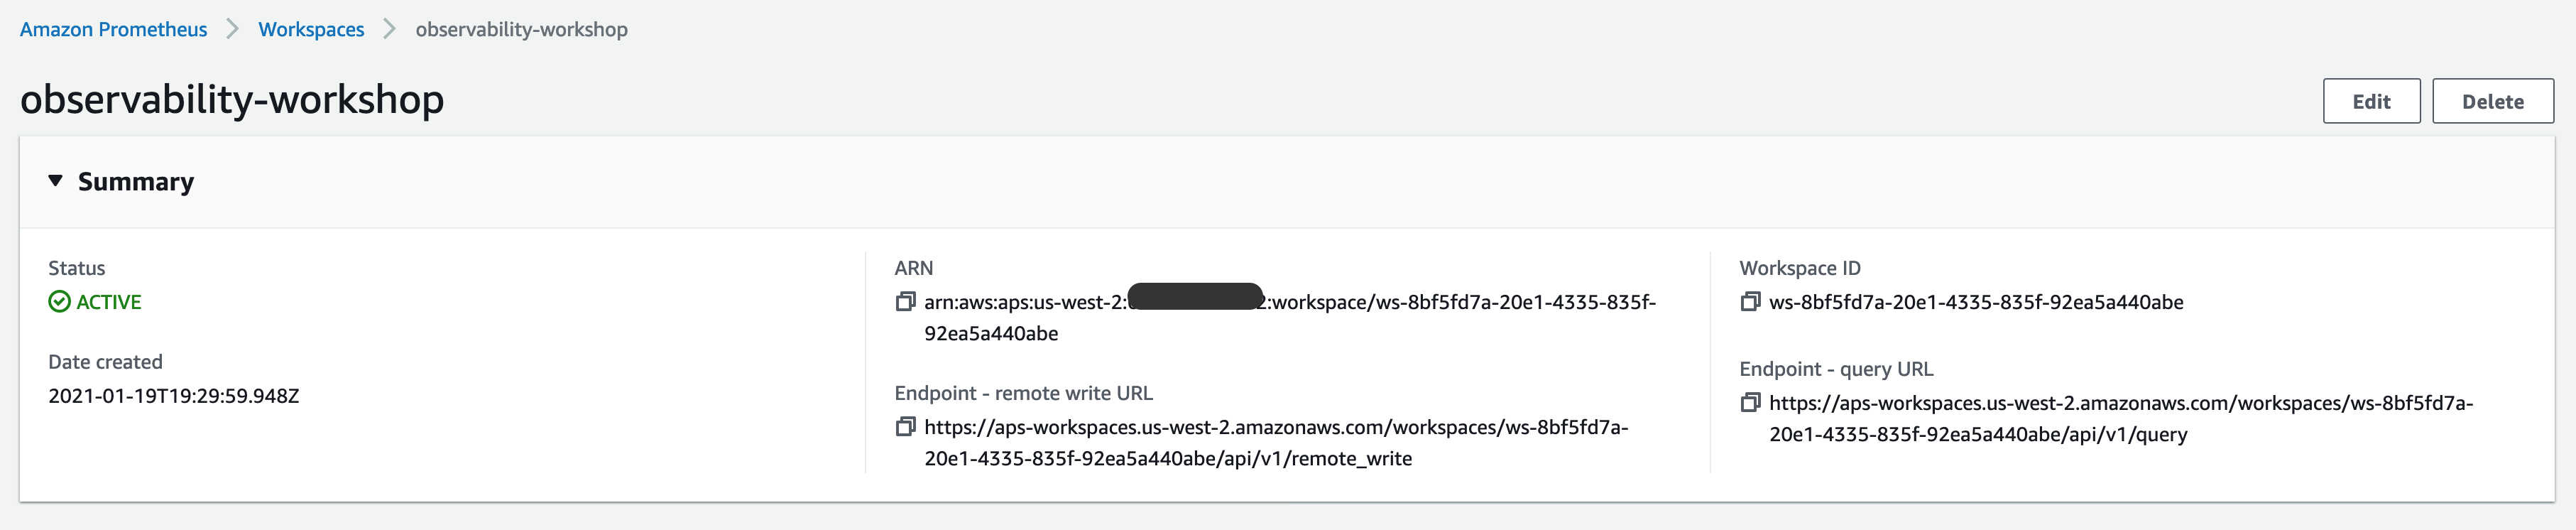 Amazon Prometheus > Workspaces > observability-workshop
observability-workshop
Edit
Delete
Summary
Status
ACTIVE
Date created
2021-01-19T19:29:59.948Z
ARN
arn:aws:aps:us-west-2: :workspace/ws-8bf5fd7a-20e1-4335-835f-
92ea5a440abe
Endpoint - remote write URL
https://aps-workspaces.us-west-2.amazonaws.com/workspaces/ws-8bf5fd7a-
20e1-4335-835f-92ea5a440abe/api/v1/remote_write
Workspace ID
ws-8bf5fd7a-20e1-4335-835f-92ea5a440abe
Endpoint - query URL
https://aps-workspaces.us-west-2.amazonaws.com/workspaces/ws-8bf5fd7a-
20e1-4335-835f-92ea5a440abe/api/v1/query